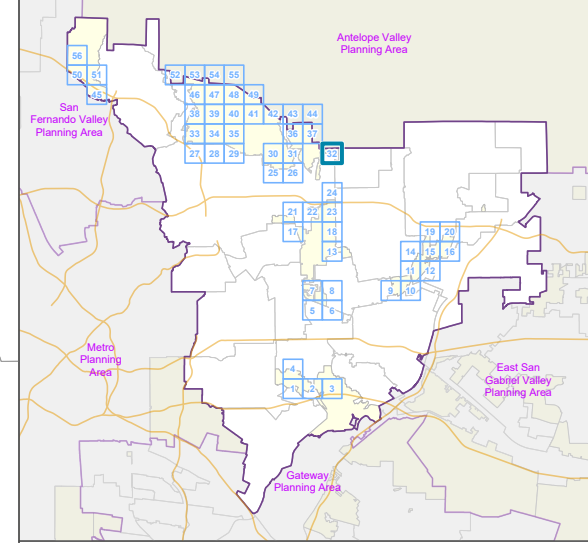 Antelope Valley
Planning Area
56
50 51
45
52 53 54 55
46 47 48 49
38 39 40 41 42 43 44
33 34 35 36 37
27 28 29 30 31 32
25 26
San
Fernando Valley
Planning Area
24
21 22 23
17 18
13
19 20
14 15 16
11 12
9 10
7 8
5 6
4
1 2 3
Metro
Planning
Area
East San
Gabriel Valley
Planning Area
Gateway
Planning Area